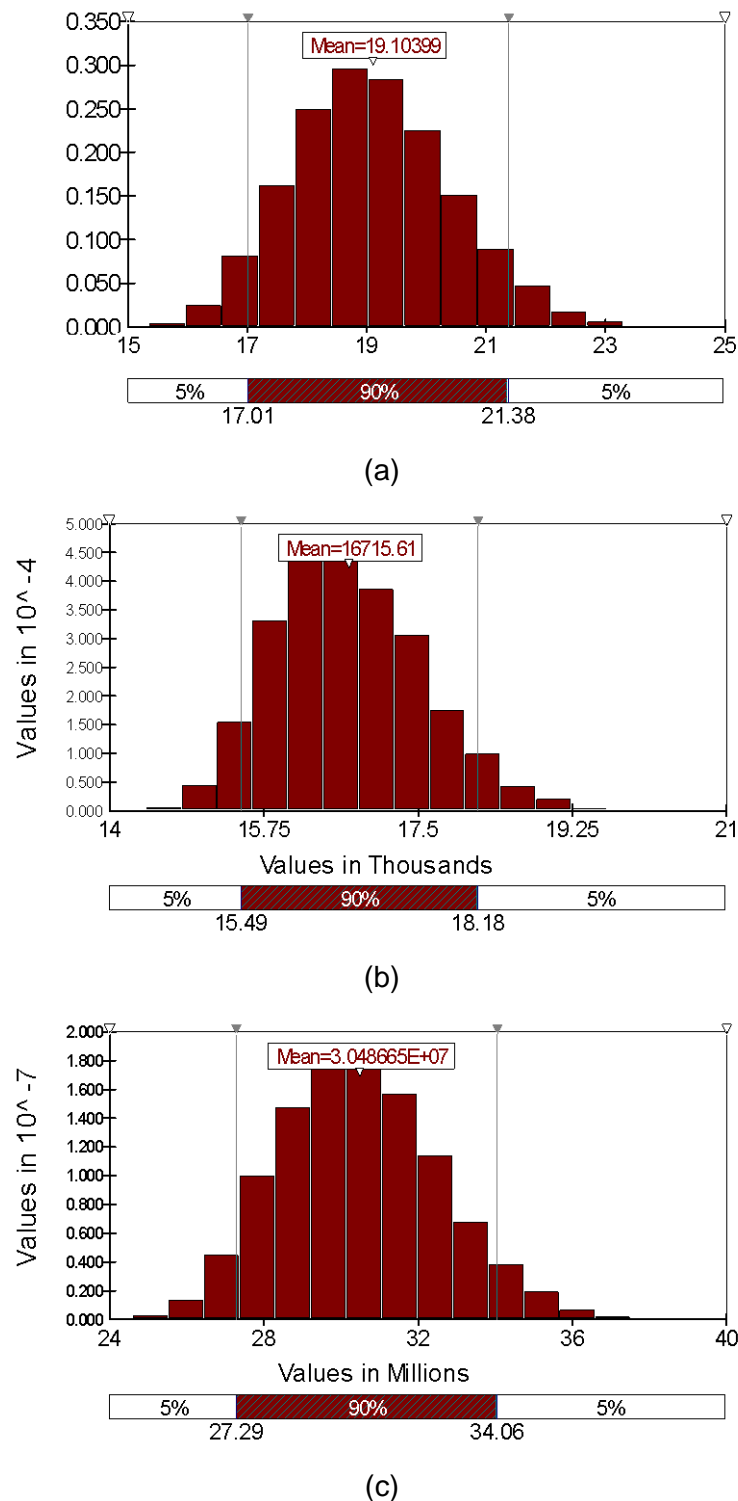 0.350
Mean=19.10399
0.300
0.250
0.200
0.150
0.100
0.050
0.000
15 17 19 21 23 25
5% 90% 5%
17.01 21.38
(a)
5.000
Mean=16715.61
4.500
4.000
3.500
3.000
2.500
2.000
1.500
1.000
0.500
0.000
Values in 10^ -4
14 15.75 17.5 19.25 21
Values in Thousands
5% 90% 5%
15.49 18.18
(b)
2.000
Mean=3.048665E+07
1.800
1.600
1.400
1.200
1.000
0.800
0.600
0.400
0.200
0.000
Values in 10^ -7
24 28 32 36 40
Values in Millions
5% 90% 5%
27.29 34.06
(c)